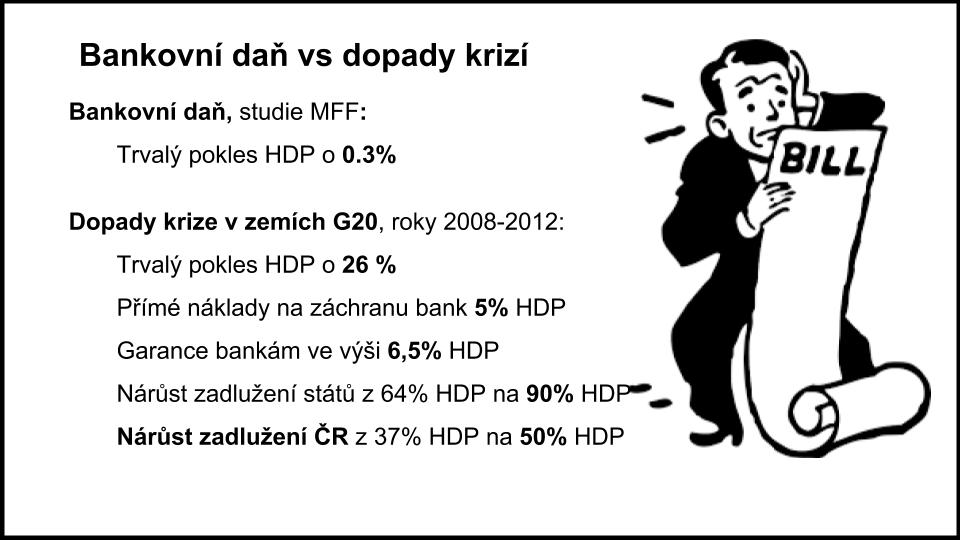 Bankovní daň vs dopady krizí
Bankovní daň, studie MFF:
Trvalý pokles HDP o 0.3%
Dopady krize v zemích G20, roky 2008-2012:
Trvalý pokles HDP o 26 %
Přímé náklady na záchranu bank 5% HDP
Garance bankám ve výši 6,5% HDP
Nárůst zadlužení států z 64% HDP na 90% HDP
Nárůst zadlužení ČR z 37% HDP na 50% HDP
BILL